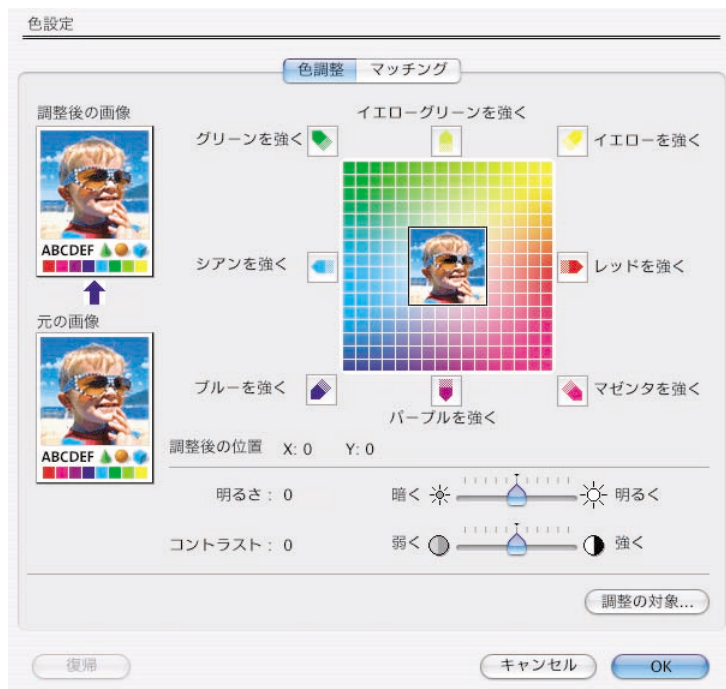 色設定
色調整 マッチング
調整後の画像
イエローグリーンを強く
グリーンを強く
イエローを強く
ABCDEF
シアンを強く
レッドを強く
元の画像
ブルーを強く
マゼンタを強く
パープルを強く
ABCDEF
調整後の位置 X: 0 Y: 0
明るさ: 0 暗く 明るく
コントラスト: 0 弱く 強く
調整の対象...
復帰 キャンセル OK